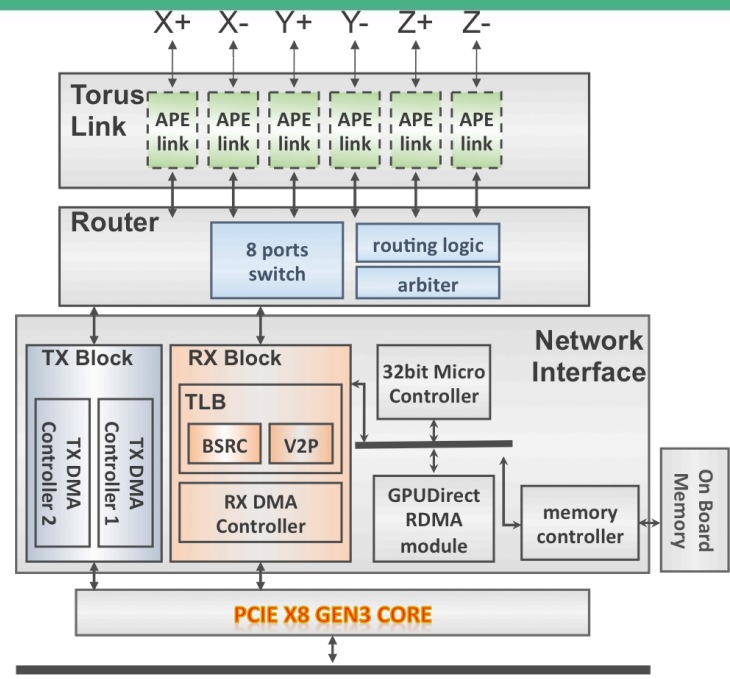 X+ X- Y+ Y- Z+ Z-
Torus
Link
APE
link
APE
link
APE
link
APE
link
APE
link
APE
link
Router
8 ports
switch
routing logic
arbiter
Network
Interface
TX Block
TX DMA
Controller 2
TX DMA
Controller 1
RX Block
TLB
BSRC
V2P
RX DMA
Controller
32bit Micro
Controller
GPUDirect
RDMA
module
memory
controller
On Board
Memory
PCIE X8 GEN3 CORE